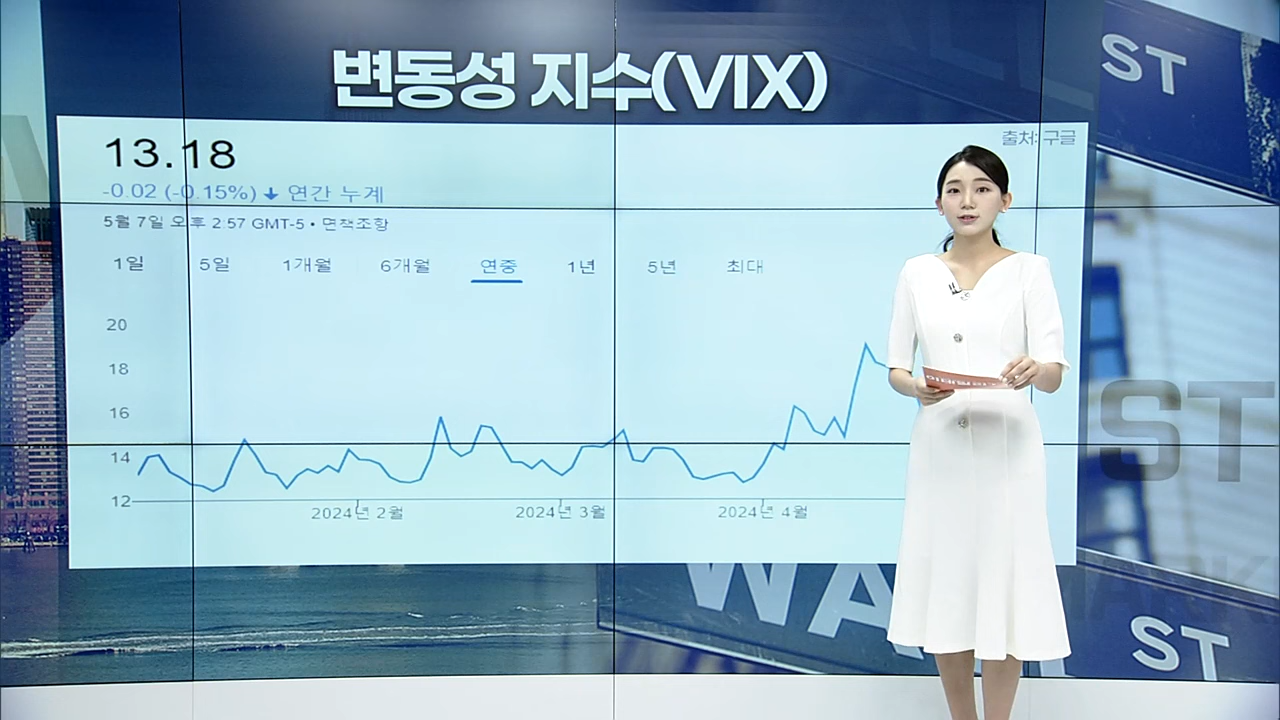 변동성 지수(VIX)
출처: 구글
13.18
-0.02 (-0.15%) ↓ 연간 누계
5월 7일 오후 2:57 GMT-5 • 면책조항
1일 5일 1개월 6개월 연중 1년 5년 최대
20
18
16
14
12
2024년 2월 2024년 3월 2024년 4월
ST
ST
WA
ST